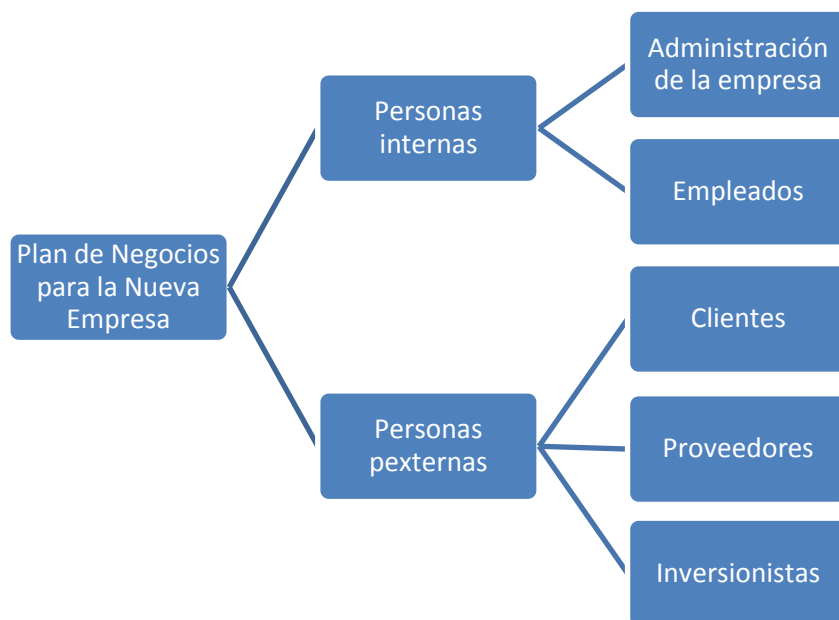 Plan de Negocios
para la Nueva
Empresa
Personas
internas
Administración
de la empresa
Empleados
Personas
pexternas
Clientes
Proveedores
Inversionistas